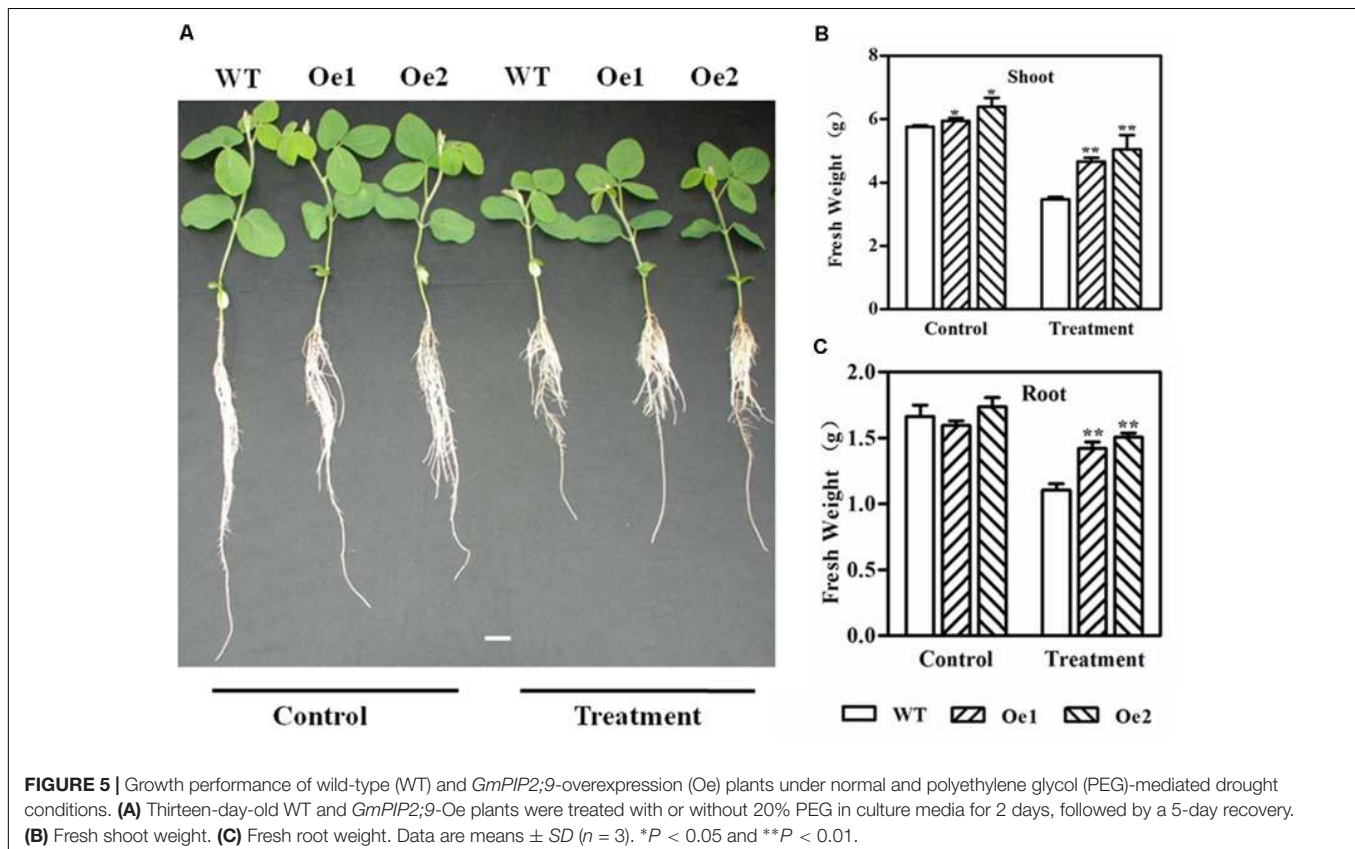 A
WT Oe1 Oe2 WT Oe1 Oe2
Control Treatment
B
Shoot
Fresh Weight (g)
8
6
4
2
0
* *
** **
Control Treatment
C
Root
Fresh Weight (g)
2.0
1.5
1.0
0.5
0.0
** **
Control Treatment
WT Oe1 Oe2
FIGURE 5 | Growth performance of wild-type (WT) and GmPIP2;9-overexpression (Oe) plants under normal and polyethylene glycol (PEG)-mediated drought
conditions. (A) Thirteen-day-old WT and GmPIP2;9-Oe plants were treated with or without 20% PEG in culture media for 2 days, followed by a 5-day recovery.
(B) Fresh shoot weight. (C) Fresh root weight. Data are means ± SD (n = 3). *P < 0.05 and **P < 0.01.